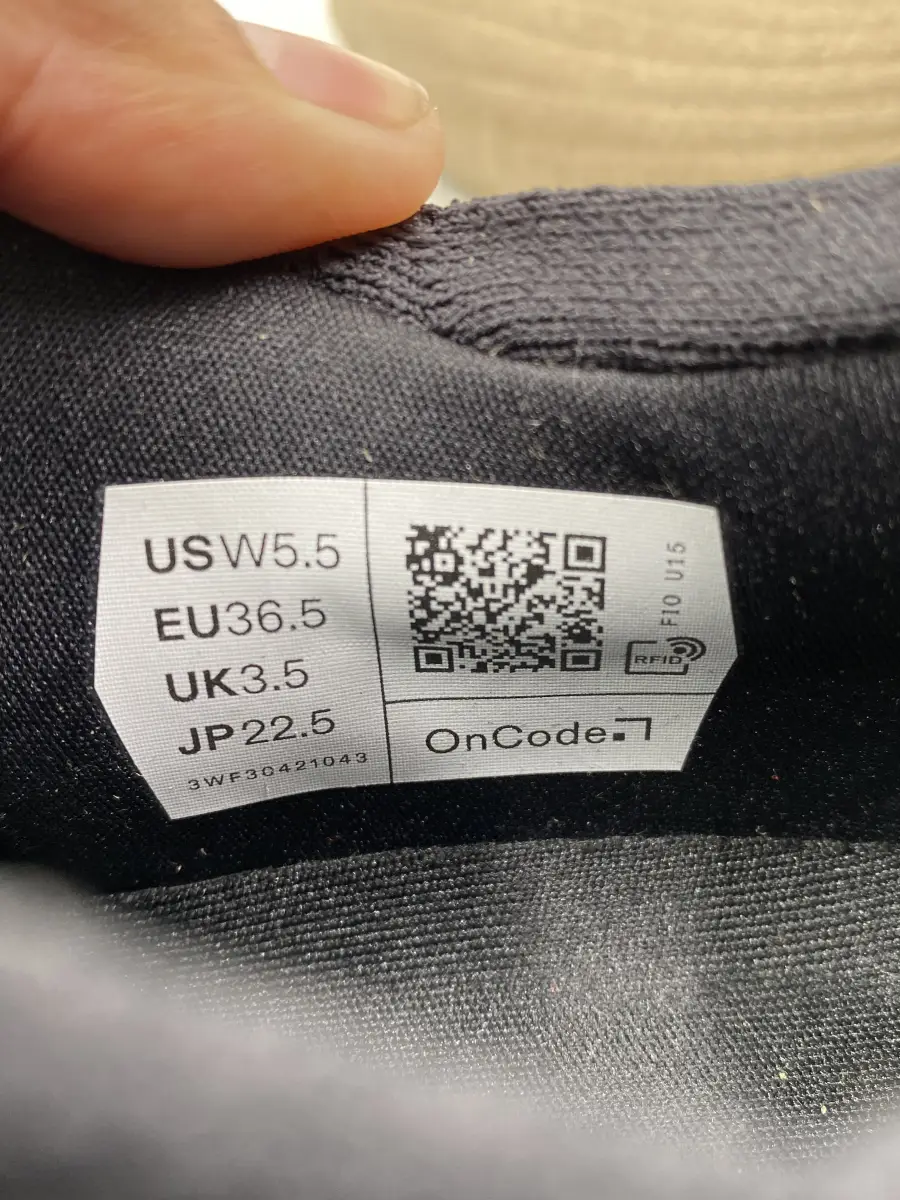 USW5.5
EU36.5
UK3.5
JP22.5
3WF30421043
F10 U15
RFID
OnCode